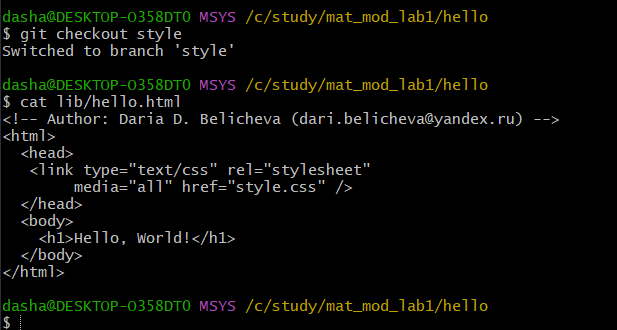 dasha@DESKTOP-O358DT0 MSYS /c/study/mat_mod_lab1/hello
$ git checkout style
Switched to branch 'style'

dasha@DESKTOP-O358DT0 MSYS /c/study/mat_mod_lab1/hello
$ cat lib/hello.html
<!-- Author: Daria D. Belicheva (dari.belicheva@yandex.ru) -->
<html>
  <head>
   <link type="text/css" rel="stylesheet"
        media="all" href="style.css" />
  </head>
  <body>
    <h1>Hello, World!</h1>
  </body>
</html>

dasha@DESKTOP-O358DT0 MSYS /c/study/mat_mod_lab1/hello
$